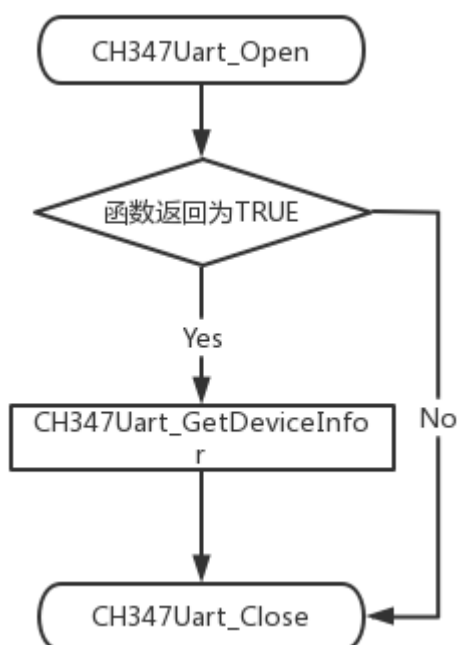 CH347Uart_Open
函数返回为TRUE
Yes
No
CH347Uart_GetDeviceInfo
r
CH347Uart_Close